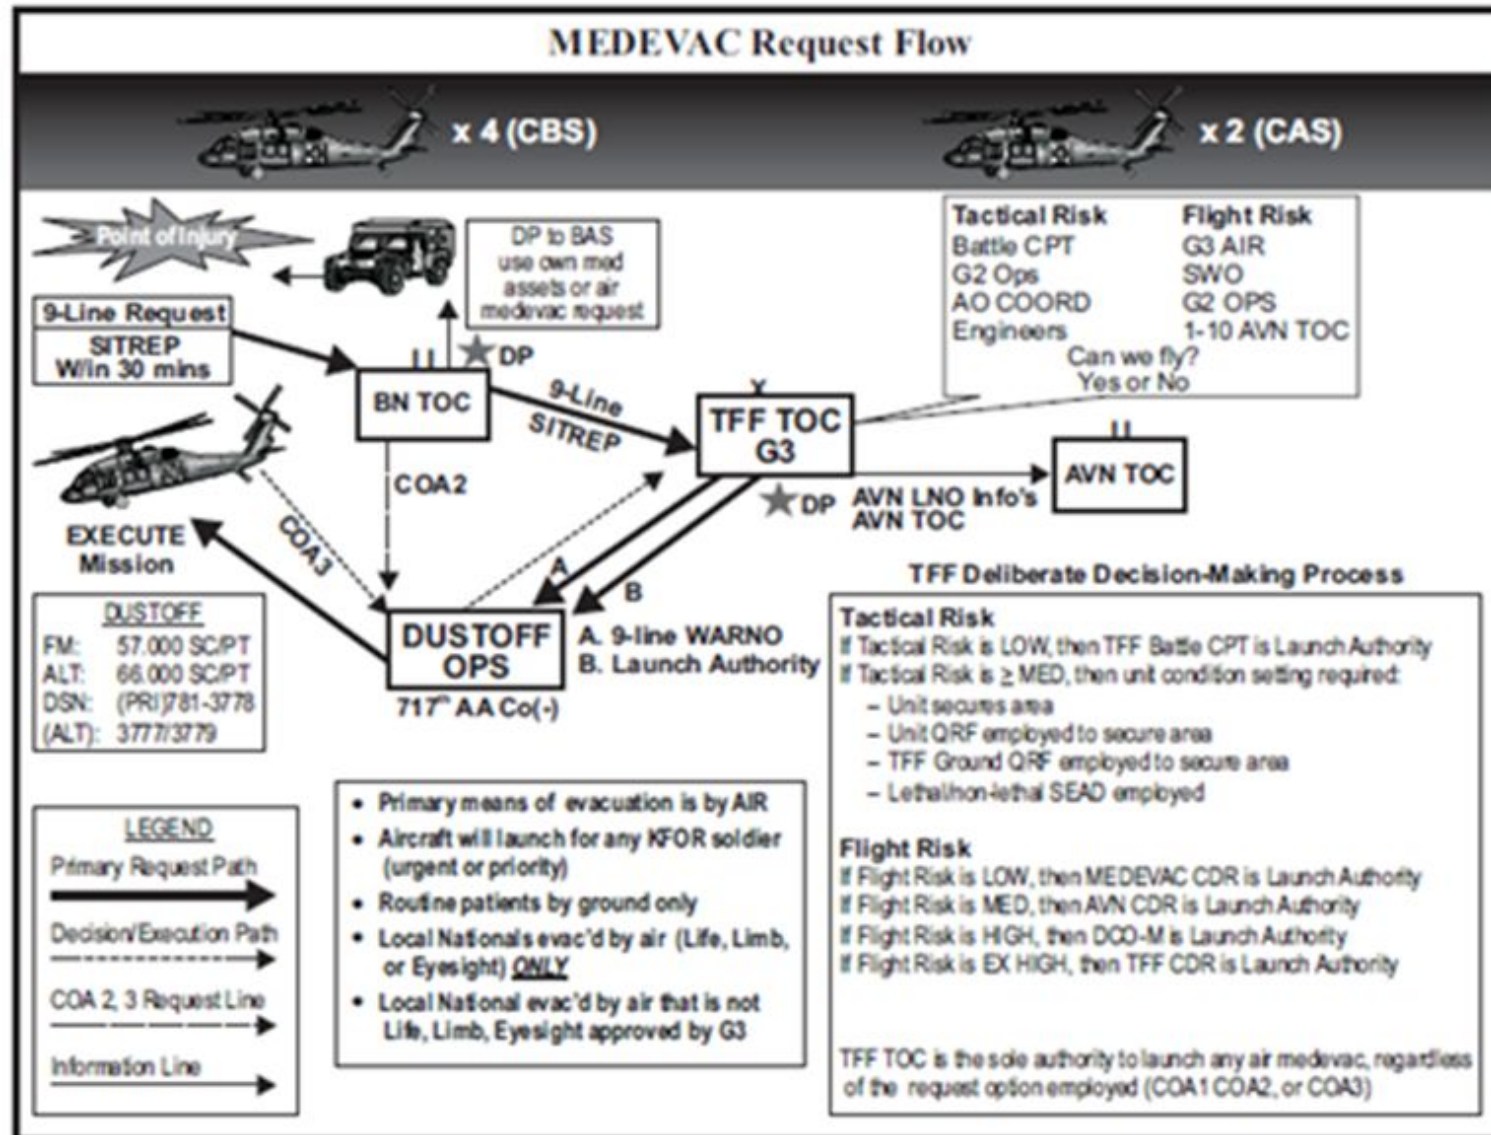 MEDEVAC Request Flow
x 4 (CBS)
x 2 (CAS)
Point of Injury
DP to BAS
use own med
assets or air
medevac request
Tactical Risk Flight Risk
Battle CPT G3 AIR
G2 Ops SWO
AO COORD G2 OPS
Engineers 1-10 AVN TOC
Can we fly?
Yes or No
9-Line Request
SITREP
W/in 30 mins
DP
BN TOC
9-Line
SITREP
X
TFF TOC
G3
AVN TOC
COA2
DP
AVN LNO Info's
AVN TOC
EXECUTE
Mission
COA3
A
B
DUSTOFF
OPS
A. 9-line WARNO
B. Launch Authority
717th AA Co(-)
DUSTOFF
FM: 57.000 SC/PT
ALT: 66.000 SC/PT
DSN: (PRI)781-3778
(ALT): 3777/3779
TFF Deliberate Decision-Making Process
Tactical Risk
If Tactical Risk is LOW, then TFF Battle CPT is Launch Authority
If Tactical Risk is ≥ MED, then unit condition setting required:
– Unit secures area
– Unit QRF employed to secure area
– TFF Ground QRF employed to secure area
– Lethal/non-lethal SEAD employed
Flight Risk
If Flight Risk is LOW, then MEDEVAC CDR is Launch Authority
If Flight Risk is MED, then AVN CDR is Launch Authority
If Flight Risk is HIGH, then DCO-M is Launch Authority
If Flight Risk is EX HIGH, then TFF CDR is Launch Authority
TFF TOC is the sole authority to launch any air medevac, regardless
of the request option employed (COA1 COA2, or COA3)
LEGEND
Primary Request Path
Decision/Execution Path
COA 2, 3 Request Line
Information Line
• Primary means of evacuation is by AIR
• Aircraft will launch for any KFOR soldier
(urgent or priority)
• Routine patients by ground only
• Local Nationals evac'd by air (Life, Limb,
or Eyesight) ONLY
• Local National evac'd by air that is not
Life, Limb, Eyesight approved by G3